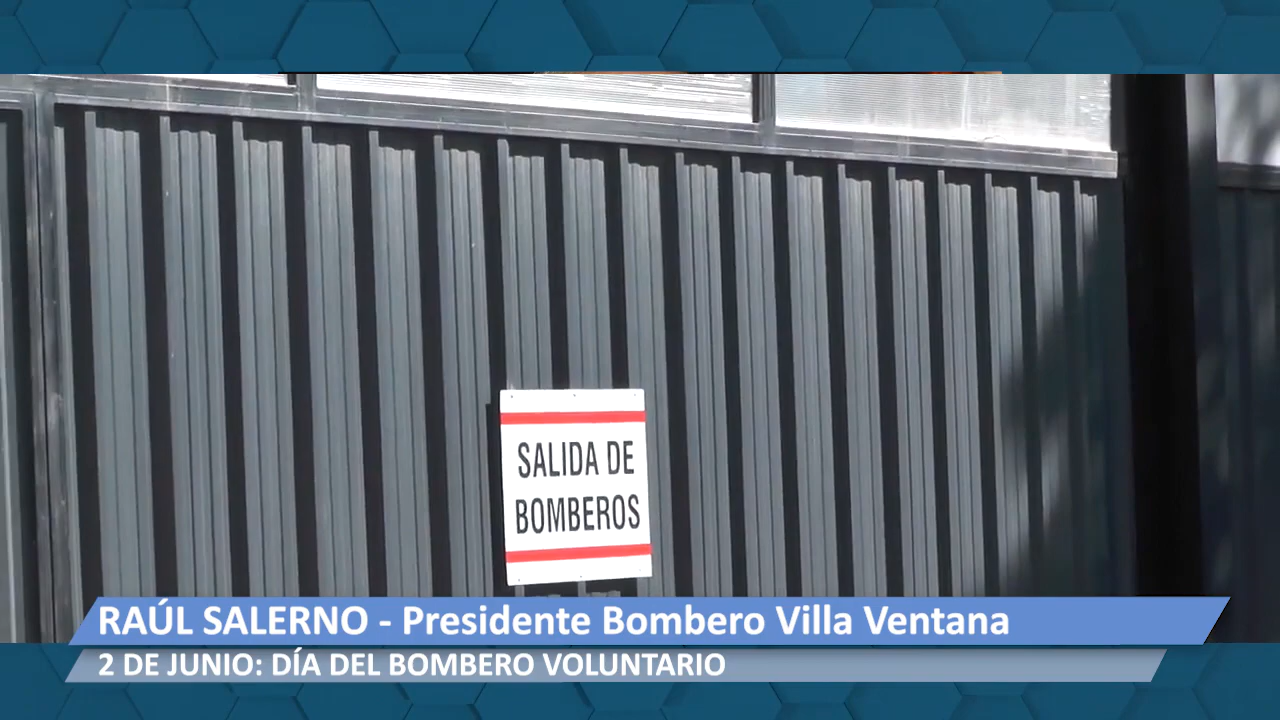 SALIDA DE
BOMBEROS
RAÚL SALERNO - Presidente Bombero Villa Ventana
2 DE JUNIO: DÍA DEL BOMBERO VOLUNTARIO